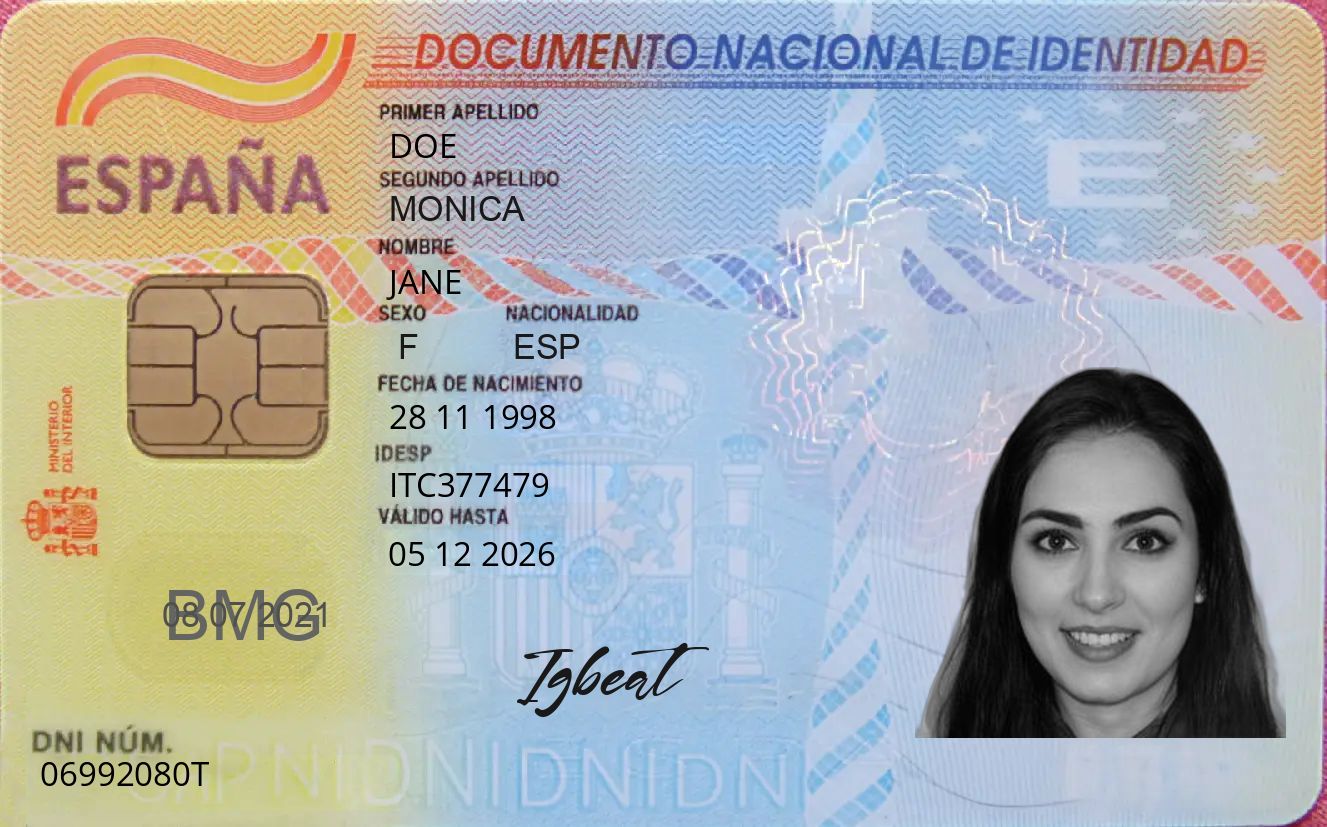 DOCUMENTO NACIONAL DE IDENTIDAD
ESPAÑA
PRIMER APELLIDO
DOE
SEGUNDO APELLIDO
MONICA
NOMBRE
JANE
SEXO NACIONALIDAD
F ESP
FECHA DE NACIMIENTO
28 11 1998
IDESP
ITC377479
VÁLIDO HASTA
05 12 2026
MINISTERIO
DEL INTERIOR
E
BMG
08 07 2021
Igbeat
DNI NÚM.
06992080T
DNIDNIDNIDNI